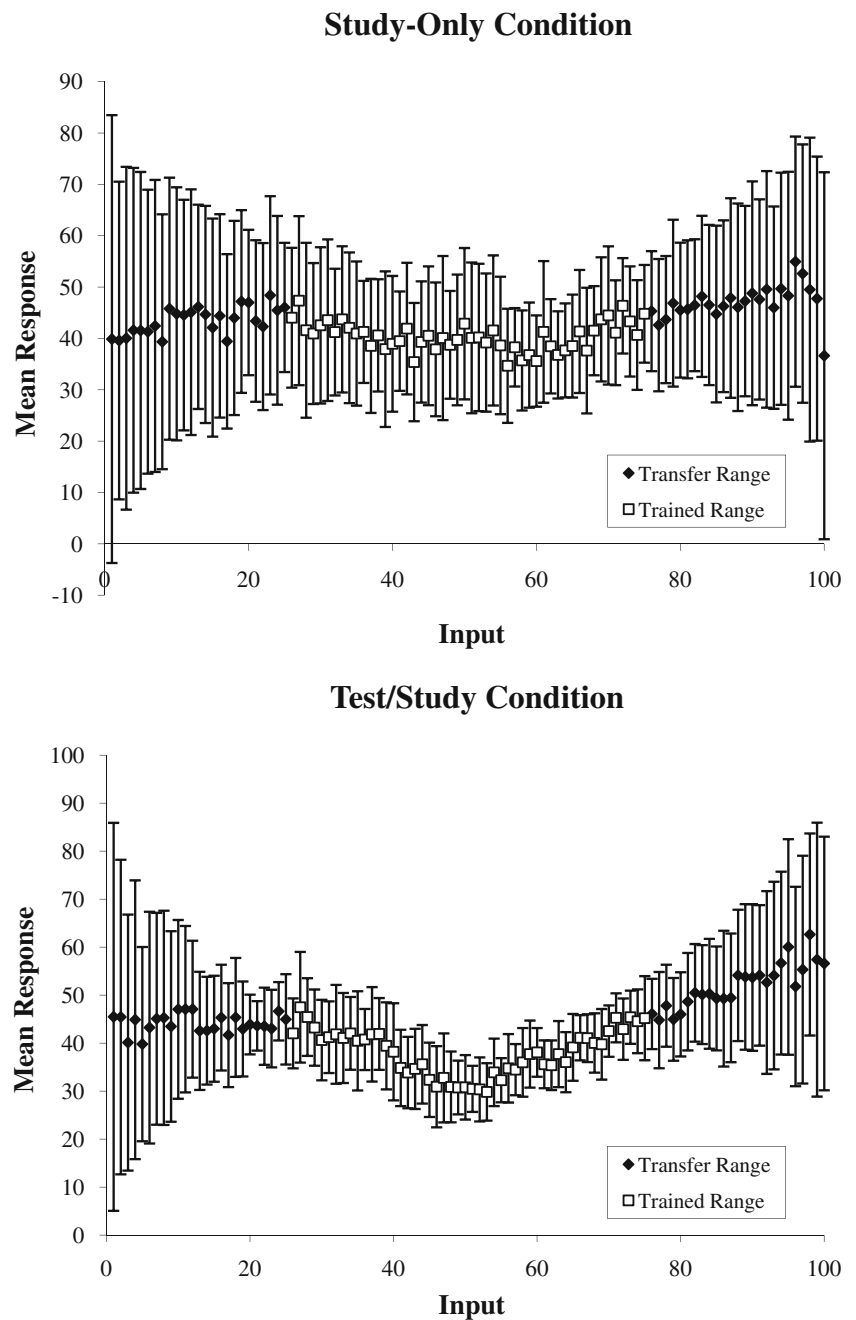 Study-Only Condition
90
80
70
60
50
40
30
20
10
0
-10
Mean Response
Transfer Range
Trained Range
0 20 40 60 80 100
Input
Test/Study Condition
100
90
80
70
60
50
40
30
20
10
0
Mean Response
Transfer Range
Trained Range
0 20 40 60 80 100
Input